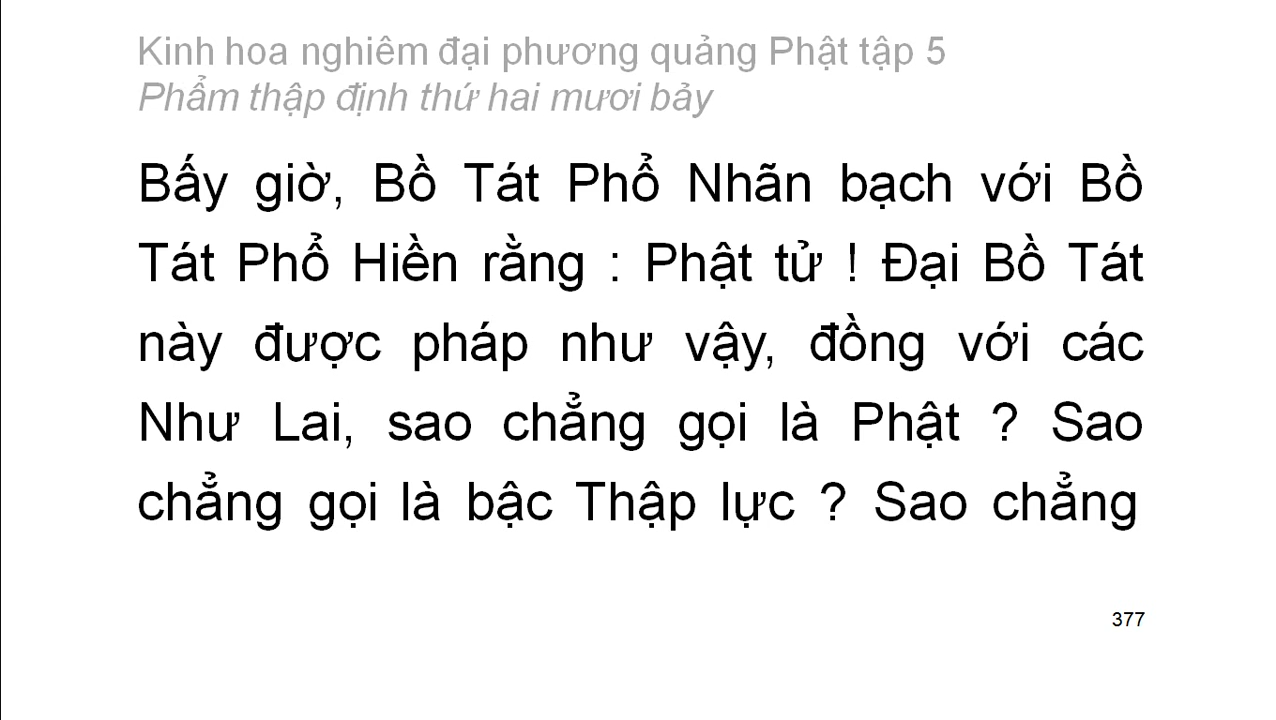 Kinh hoa nghiêm đại phương quảng Phật tập 5
Phẩm thập định thứ hai mươi bảy
Bấy giờ, Bồ Tát Phổ Nhãn bạch với Bồ
Tát Phổ Hiền rằng : Phật tử ! Đại Bồ Tát
này được pháp như vậy, đồng với các
Như Lai, sao chẳng gọi là Phật ? Sao
chẳng gọi là bậc Thập lực ? Sao chẳng
377